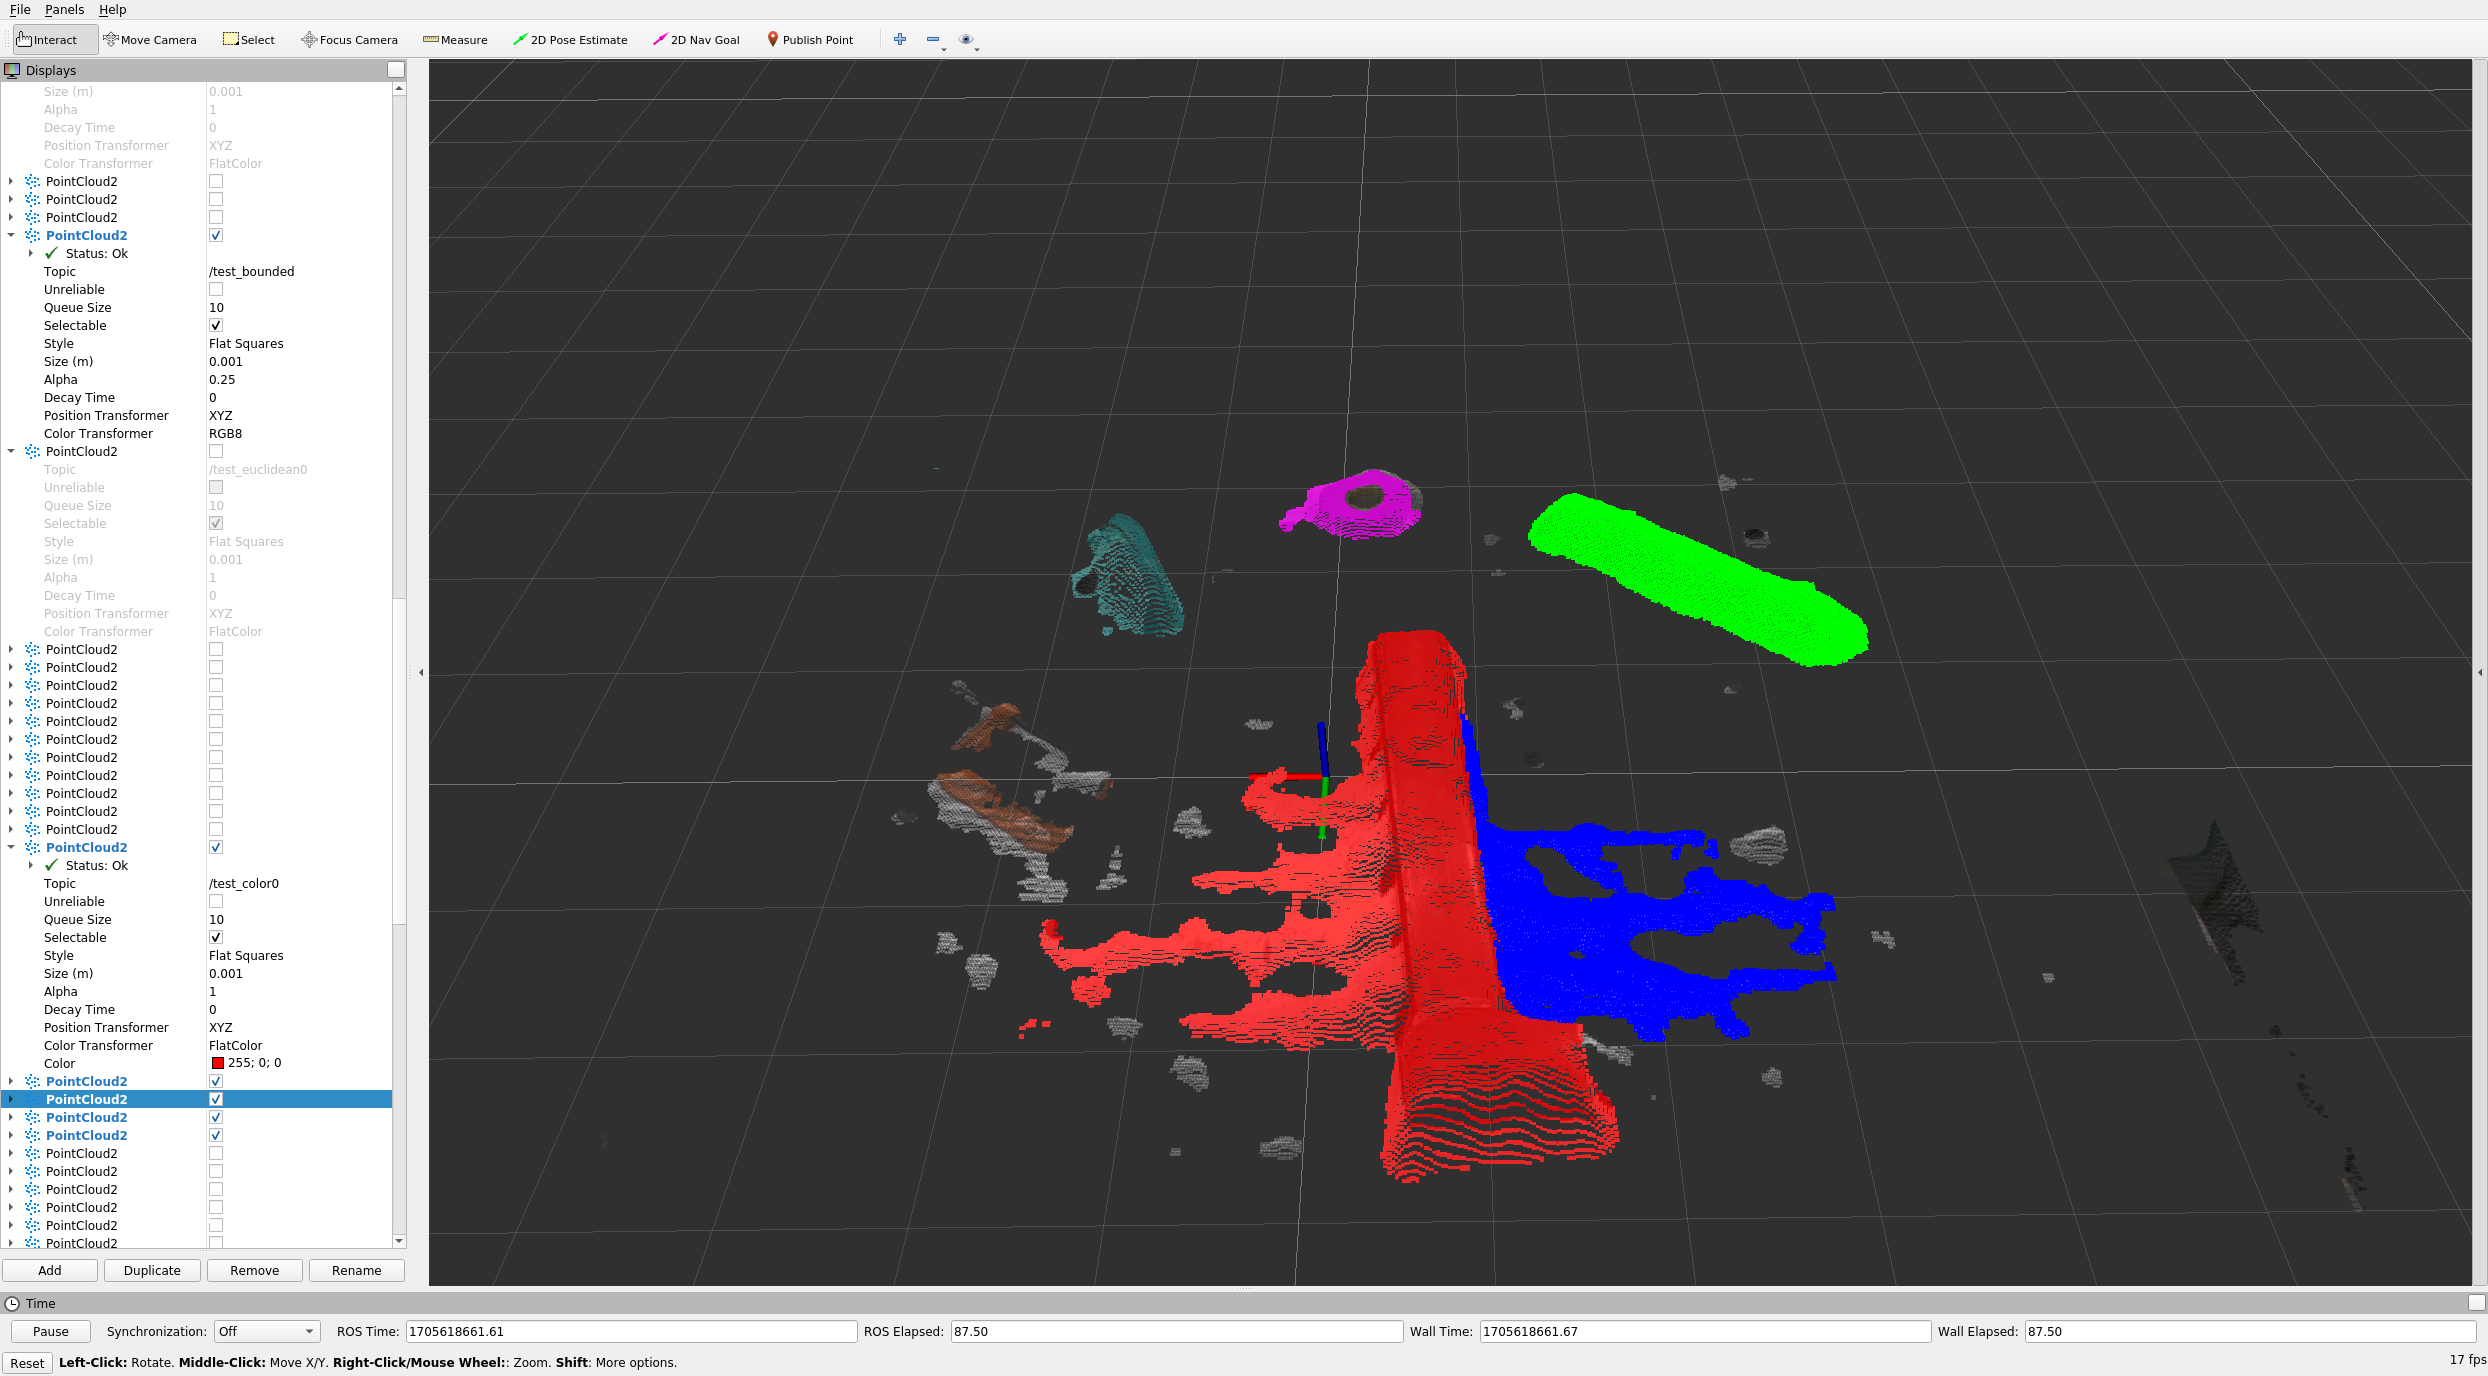 File Panels Help
Interact Move Camera Select Focus Camera Measure 2D Pose Estimate 2D Nav Goal Publish Point
Displays
Size (m) 0.001
Alpha 1
Decay Time 0
Position Transformer XYZ
Color Transformer FlatColor
PointCloud2
PointCloud2
PointCloud2
PointCloud2
Status: Ok
Topic /test_bounded
Unreliable
Queue Size 10
Selectable
Style Flat Squares
Size (m) 0.001
Alpha 0.25
Decay Time 0
Position Transformer XYZ
Color Transformer RGB8
PointCloud2
Topic /test_euclidean0
Unreliable
Queue Size 10
Selectable
Style Flat Squares
Size (m) 0.001
Alpha 1
Decay Time 0
Position Transformer XYZ
Color Transformer FlatColor
PointCloud2
PointCloud2
PointCloud2
PointCloud2
PointCloud2
PointCloud2
PointCloud2
PointCloud2
PointCloud2
PointCloud2
PointCloud2
PointCloud2
Status: Ok
Topic /test_color0
Unreliable
Queue Size 10
Selectable
Style Flat Squares
Size (m) 0.001
Alpha 1
Decay Time 0
Position Transformer XYZ
Color Transformer FlatColor
Color 255; 0; 0
PointCloud2
PointCloud2
PointCloud2
PointCloud2
PointCloud2
PointCloud2
PointCloud2
PointCloud2
PointCloud2
PointCloud2
Add Duplicate Remove Rename
Time
Pause Synchronization: Off ROS Time: 1705618661.61 ROS Elapsed: 87.50 Wall Time: 1705618661.67 Wall Elapsed: 87.50
Reset Left-Click: Rotate. Middle-Click: Move X/Y. Right-Click/Mouse Wheel:: Zoom. Shift: More options. 17 fps